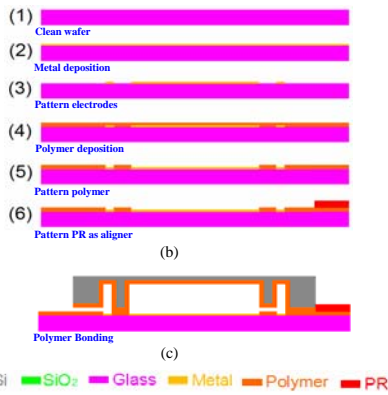 (1)
Clean wafer
(2)
Metal deposition
(3)
Pattern electrodes
(4)
Polymer deposition
(5)
Pattern polymer
(6)
Pattern PR as aligner
(b)
Polymer Bonding
(c)
Si SiO₂ Glass Metal Polymer PR